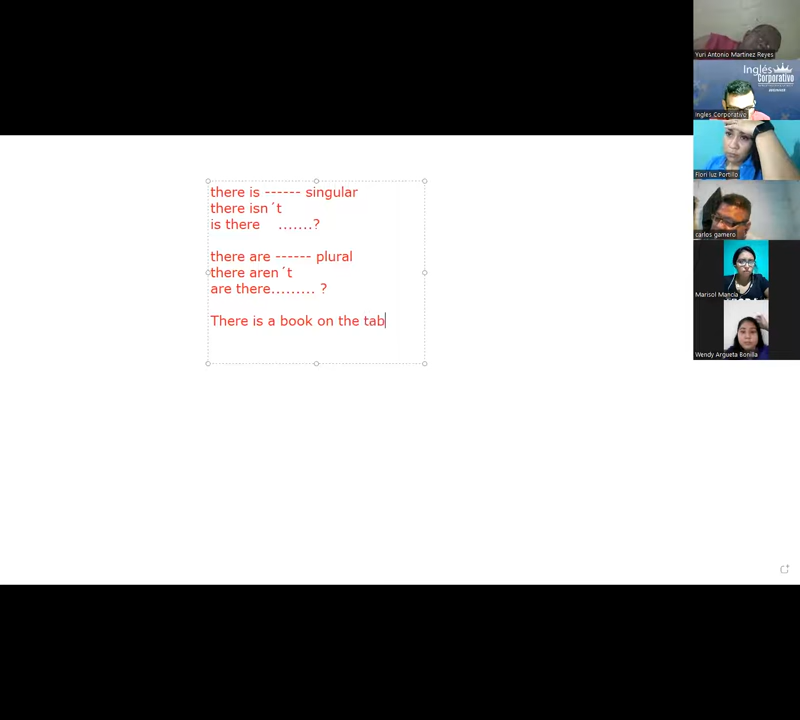 there is ------ singular
there isn´t
is there    .......?
there are ------ plural
there aren´t
are there......... ?
There is a book on the tab
Yuri Antonio Martinez Reyes
Inglés
Corporativo
BEGINNER
Ingles Corporativo
Flori luz Portillo
carlos gamero
Marisol Mancia
Wendy Argueta Bonilla